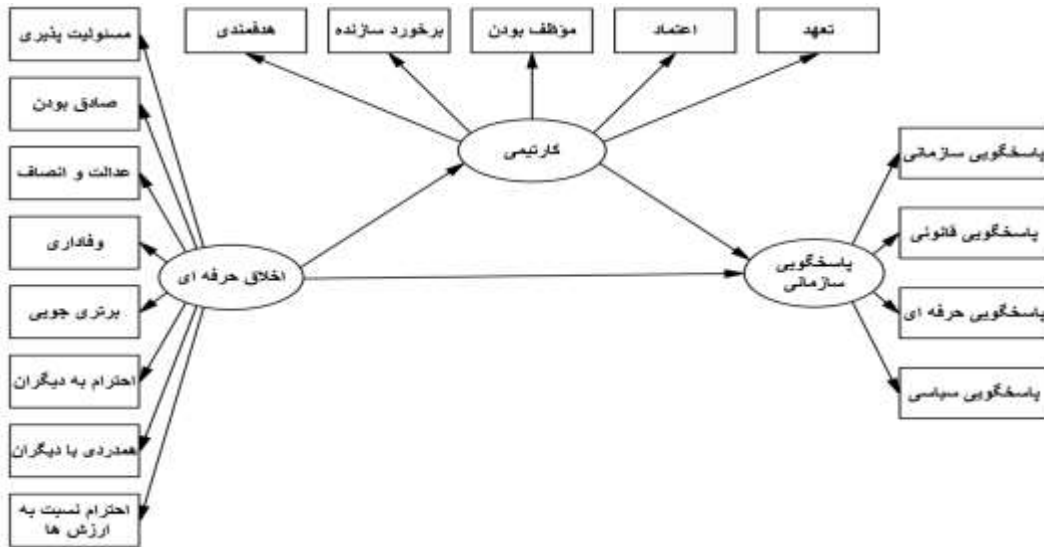 تعهد
اعتماد
مؤظف بودن
برخورد سازنده
هدفمندی
مسئولیت پذیری
صادق بودن
عدالت و انصاف
وفاداری
برتری جویی
احترام به دیگران
همدردی با دیگران
احترام نسبت به
ارزش ها
اخلاق حرفه ای
کارتیمی
پاسخگویی
سازمانی
پاسخگویی سازمانی
پاسخگویی قانونی
پاسخگویی حرفه ای
پاسخگویی سیاسی